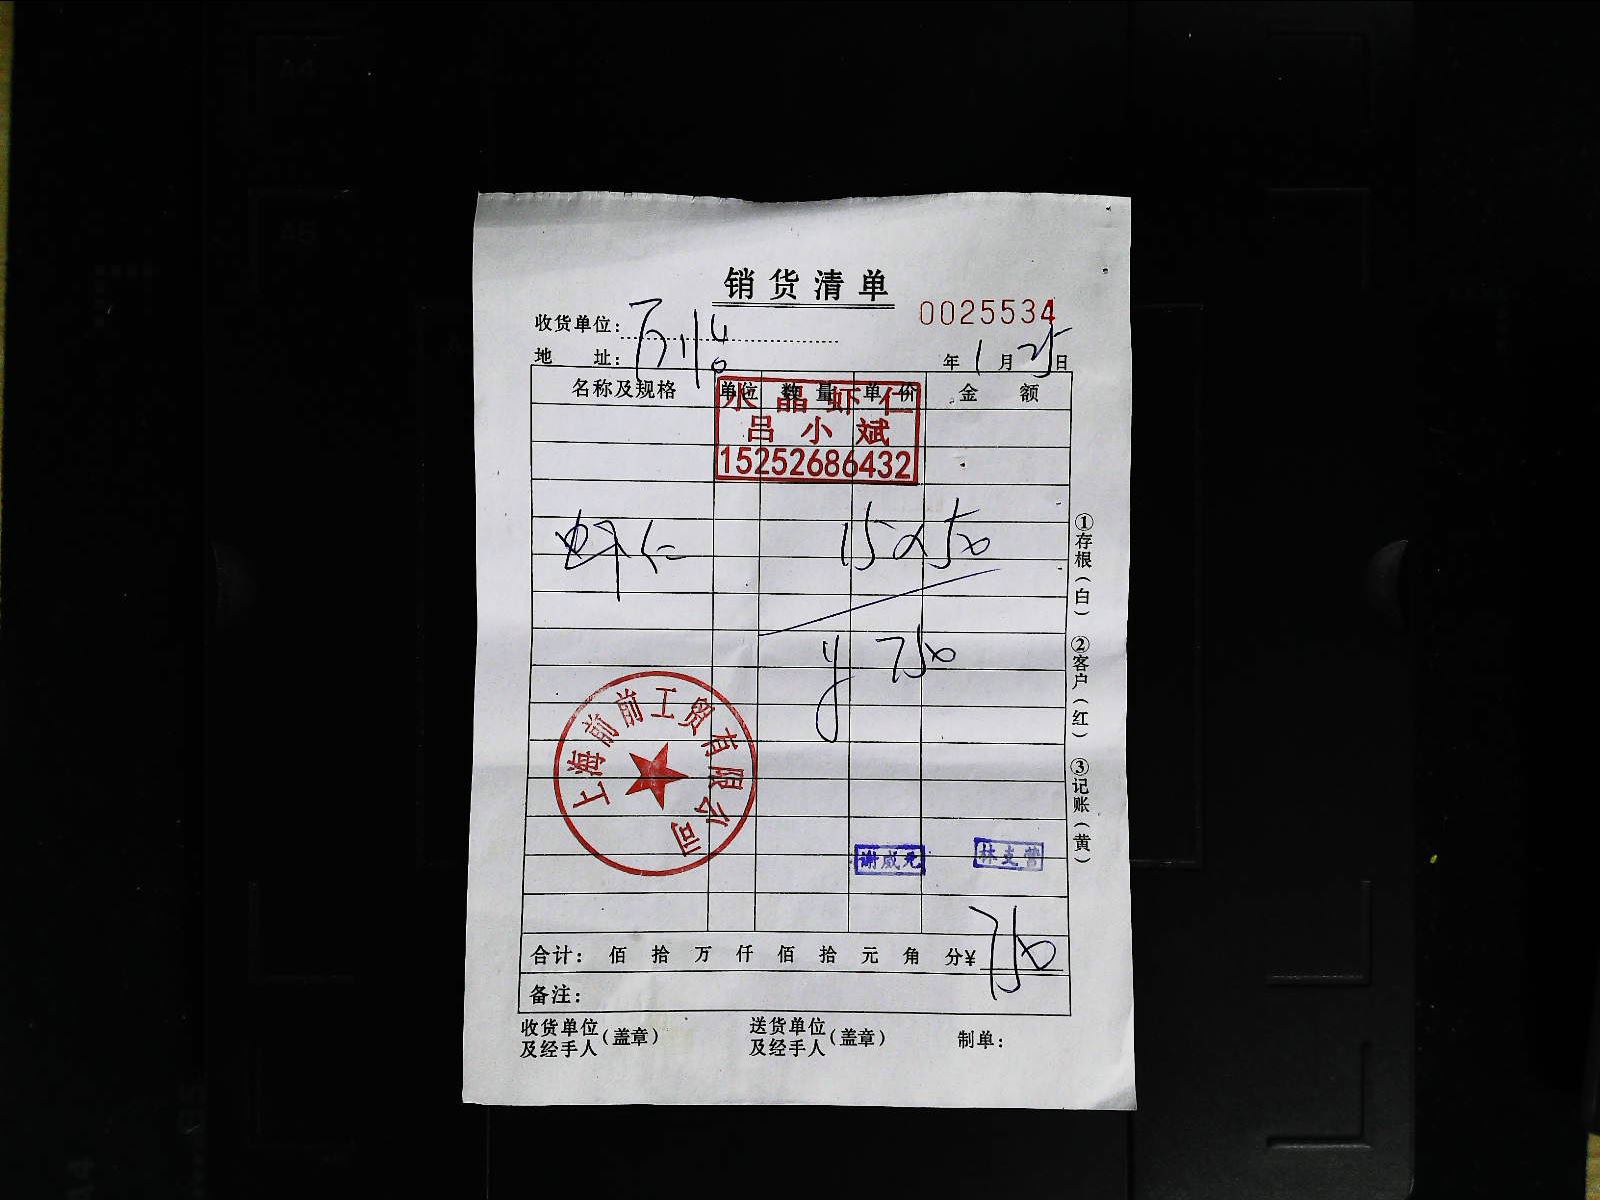 销货清单
0025534
收货单位：
地 址：
年 1 月 25 日
名称及规格 单位 数量 单价 金额
水晶虾仁
吕小斌
15252686432
虾仁 15×50
¥ 750
上海前前工贸有限公司
谢成元 林支营
合计： 佰 拾 万 仟 佰 拾 元 角 分¥ 750
备注：
收货单位及经手人（盖章） 送货单位及经手人（盖章） 制单：
①存根（白） ②客户（红） ③记账（黄）